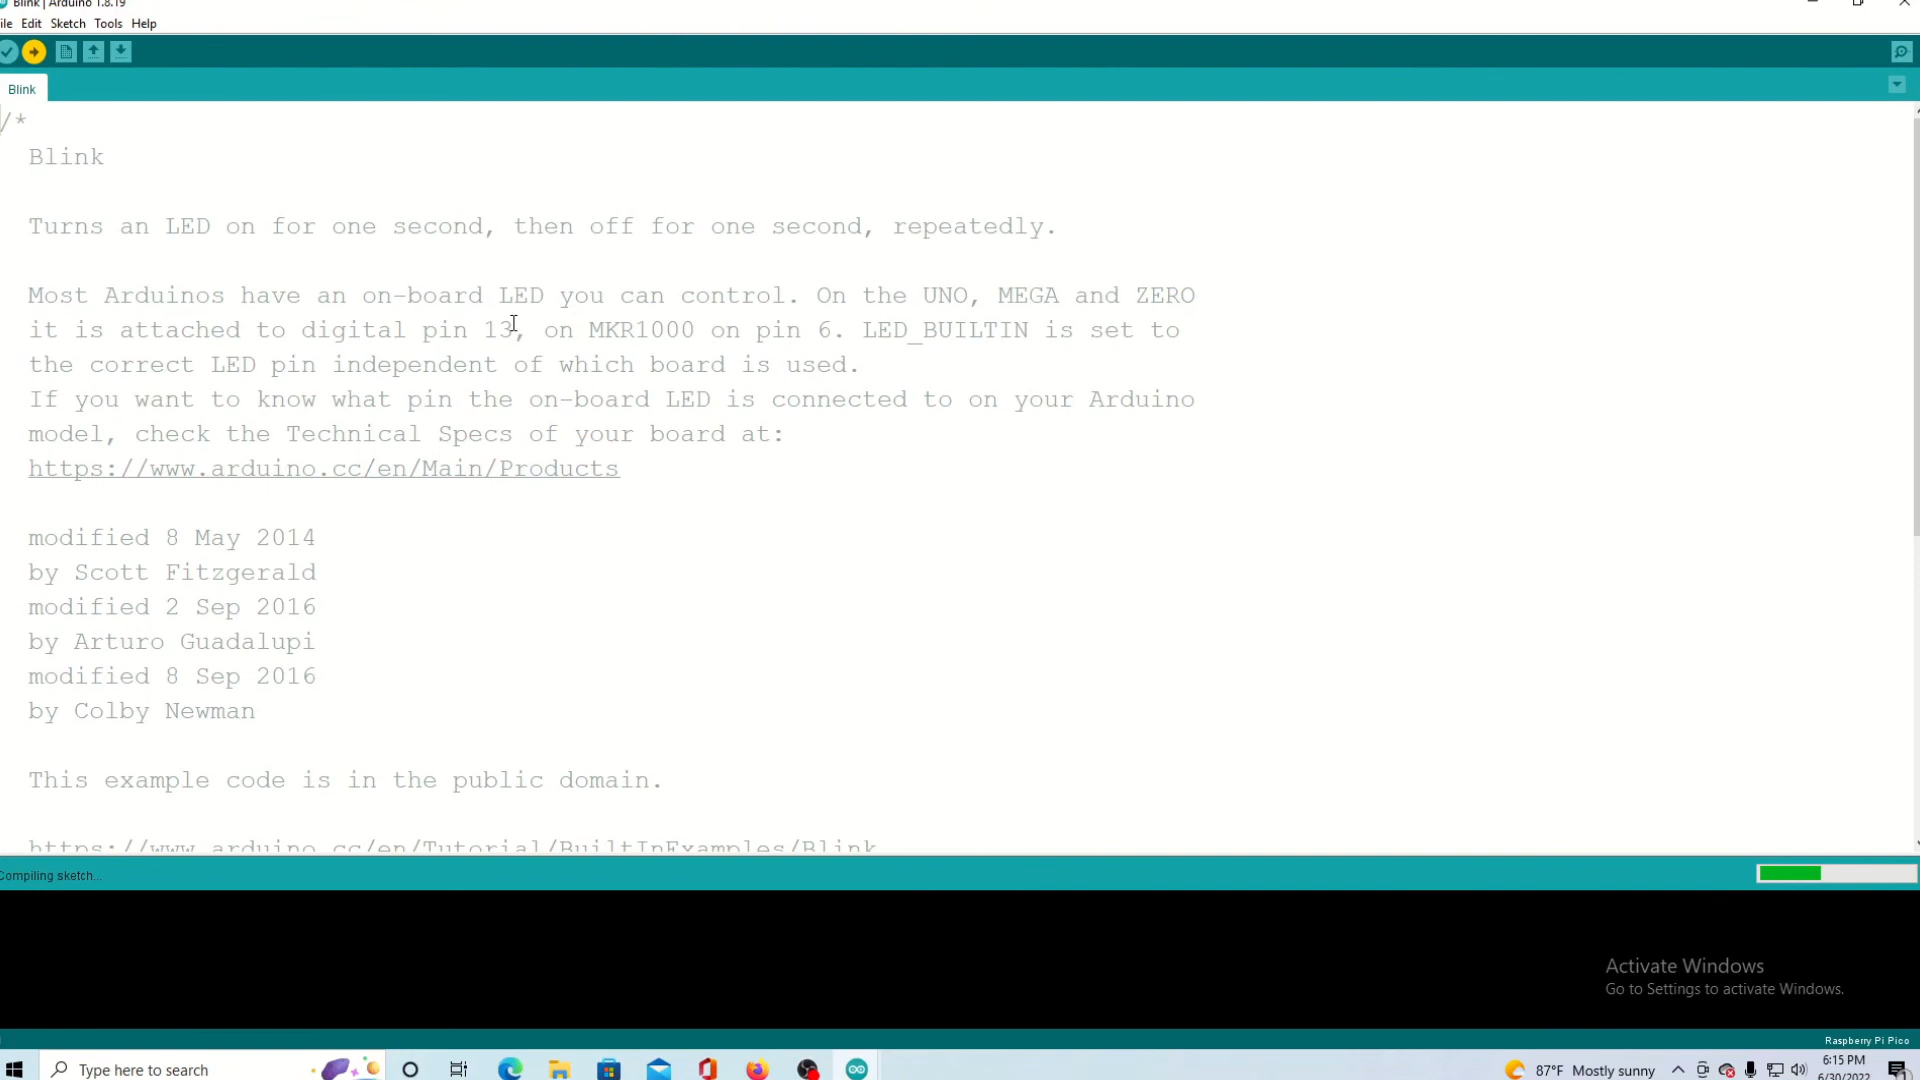 Blink | Arduino 1.8.19
ile Edit Sketch Tools Help
Blink
/*
Blink
Turns an LED on for one second, then off for one second, repeatedly.
Most Arduinos have an on-board LED you can control. On the UNO, MEGA and ZERO
it is attached to digital pin 13, on MKR1000 on pin 6. LED_BUILTIN is set to
the correct LED pin independent of which board is used.
If you want to know what pin the on-board LED is connected to on your Arduino
model, check the Technical Specs of your board at:
https://www.arduino.cc/en/Main/Products
modified 8 May 2014
by Scott Fitzgerald
modified 2 Sep 2016
by Arturo Guadalupi
modified 8 Sep 2016
by Colby Newman
This example code is in the public domain.
https://www.arduino.cc/en/Tutorial/BuiltInExamples/Blink
Compiling sketch...
Activate Windows
Go to Settings to activate Windows.
Raspberry Pi Pico
Type here to search
87°F Mostly sunny
6:15 PM
6/30/2022